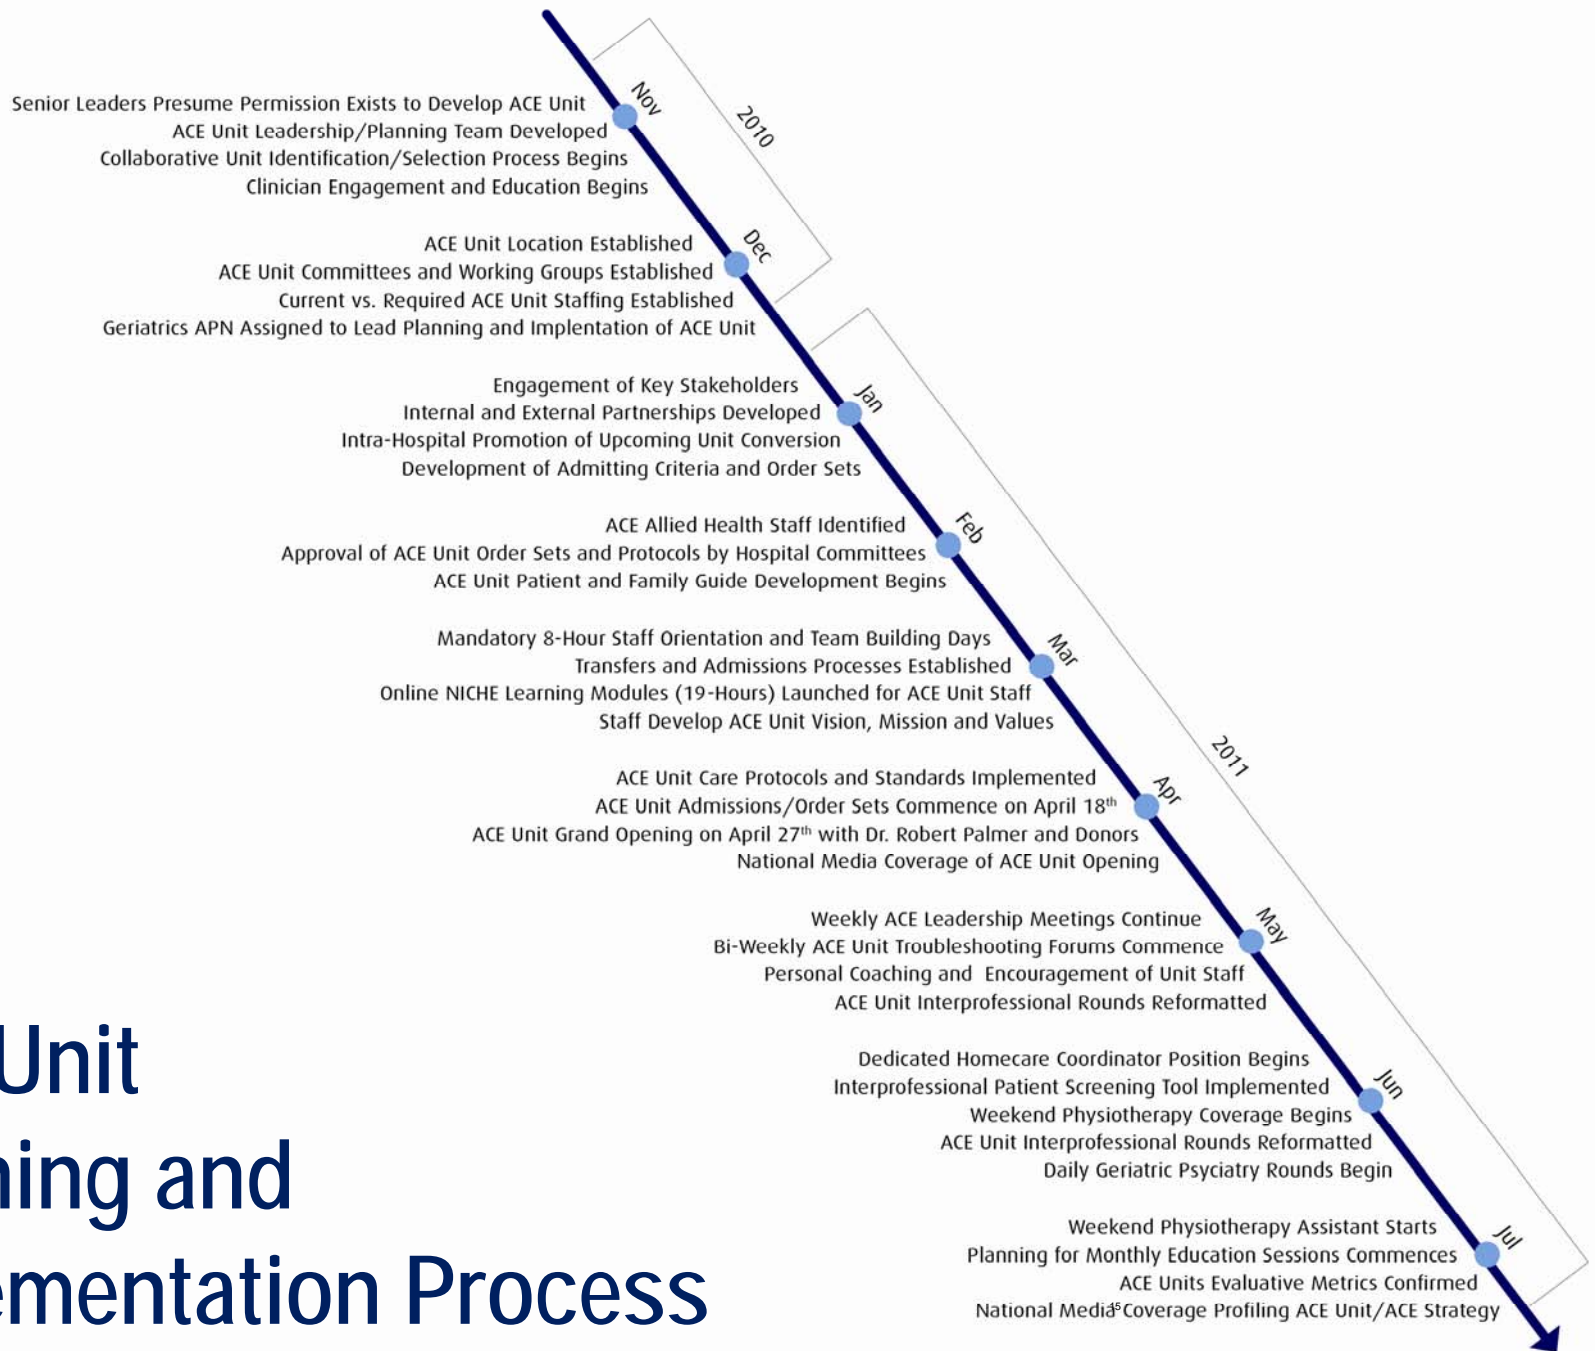 Nov
2010
Senior Leaders Presume Permission Exists to Develop ACE Unit
ACE Unit Leadership/Planning Team Developed
Collaborative Unit Identification/Selection Process Begins
Clinician Engagement and Education Begins
Dec
ACE Unit Location Established
ACE Unit Committees and Working Groups Established
Current vs. Required ACE Unit Staffing Established
Geriatrics APN Assigned to Lead Planning and Implentation of ACE Unit
Jan
Engagement of Key Stakeholders
Internal and External Partnerships Developed
Intra-Hospital Promotion of Upcoming Unit Conversion
Development of Admitting Criteria and Order Sets
Feb
ACE Allied Health Staff Identified
Approval of ACE Unit Order Sets and Protocols by Hospital Committees
ACE Unit Patient and Family Guide Development Begins
Mar
Mandatory 8-Hour Staff Orientation and Team Building Days
Transfers and Admissions Processes Established
Online NICHE Learning Modules (19-Hours) Launched for ACE Unit Staff
Staff Develop ACE Unit Vision, Mission and Values
2011
Apr
ACE Unit Care Protocols and Standards Implemented
ACE Unit Admissions/Order Sets Commence on April 18th
ACE Unit Grand Opening on April 27th with Dr. Robert Palmer and Donors
National Media Coverage of ACE Unit Opening
May
Weekly ACE Leadership Meetings Continue
Bi-Weekly ACE Unit Troubleshooting Forums Commence
Personal Coaching and Encouragement of Unit Staff
ACE Unit Interprofessional Rounds Reformatted
Jun
Dedicated Homecare Coordinator Position Begins
Interprofessional Patient Screening Tool Implemented
Weekend Physiotherapy Coverage Begins
ACE Unit Interprofessional Rounds Reformatted
Daily Geriatric Psyciatry Rounds Begin
Jul
Weekend Physiotherapy Assistant Starts
Planning for Monthly Education Sessions Commences
ACE Units Evaluative Metrics Confirmed
National Media Coverage Profiling ACE Unit/ACE Strategy
15
Unit
ning and
ementation Process